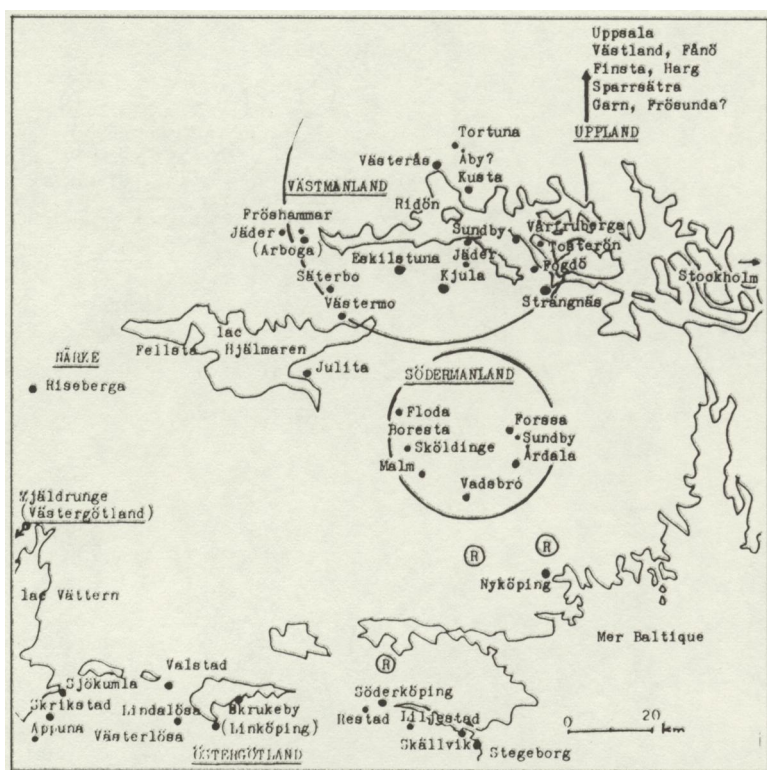 Uppsala
Västland, Fånö
Finsta, Harg
Sparrsätra
Garn, Frösunda?
UPPLAND
Tortuna
Västerås
Åby?
Kusta
VÄSTMANLAND
Ridön
Fröshammar
Jäder
(Arboga)
Sundby
Vårfruberga
Jäder
Tosterön
Eskilstuna
Fogdö
Kjula
Stockholm
Säterbo
Strängnäs
Västermo
lac
Hjälmaren
Fellsta
NÄRKE
Julita
Riseberga
SÖDERMANLAND
Floda
Boresta
Forssa
Sköldinge
Sundby
Årdala
Malm
Vadsbro
Mjäldrunge
(Västergötland)
R
R
Nyköping
lac Vättern
Mer Baltique
R
Valstad
Sjökumla
Skrikstad
Skrukeby
(Linköping)
Lindalösa
Appuna
Västerlösa
ÖSTERGÖTLAND
Söderköping
Restad
Liljestad
Skällvik
Stegeborg
0 20 km